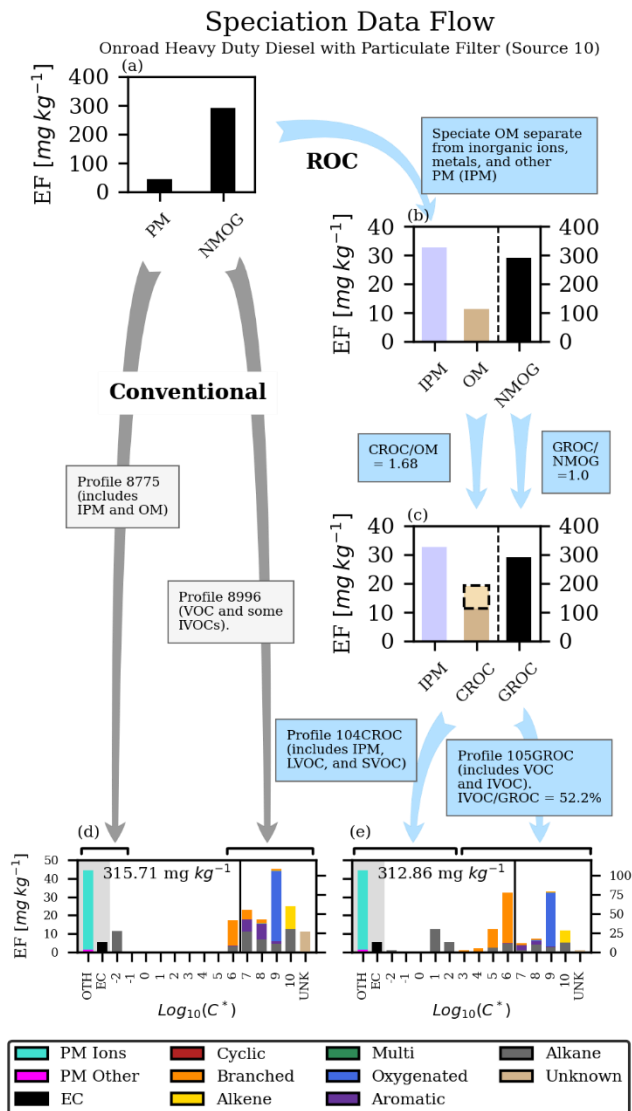 Speciation Data Flow
Onroad Heavy Duty Diesel with Particulate Filter (Source 10)
(a)
EF [mg kg⁻¹]
400
300
200
100
0
PM
NMOG
ROC
Speciate OM separate
from inorganic ions,
metals, and other
PM (IPM)
(b)
EF [mg kg⁻¹]
40
30
20
10
0
400
300
200
100
0
IPM
OM
NMOG
Conventional
CROC/OM
= 1.68
GROC/
NMOG
=1.0
Profile 8775
(includes
IPM and OM)
(c)
EF [mg kg⁻¹]
40
30
20
10
0
400
300
200
100
0
IPM
CROC
GROC
Profile 8996
(VOC and some
IVOCs).
Profile 104CROC
(includes IPM,
LVOC, and SVOC)
Profile 105GROC
(includes VOC
and IVOC).
IVOC/GROC = 52.2%
(d)
EF [mg kg⁻¹]
50
40
30
20
10
0
315.71 mg kg⁻¹
OTH
EC
-2
-1
0
1
2
3
4
5
6
7
8
9
10
UNK
Log₁₀(C*)
(e)
312.86 mg kg⁻¹
100
75
50
25
0
OTH
EC
-2
-1
0
1
2
3
4
5
6
7
8
9
10
UNK
Log₁₀(C*)
PM Ions
Cyclic
Multi
Alkane
PM Other
Branched
Oxygenated
Unknown
EC
Alkene
Aromatic